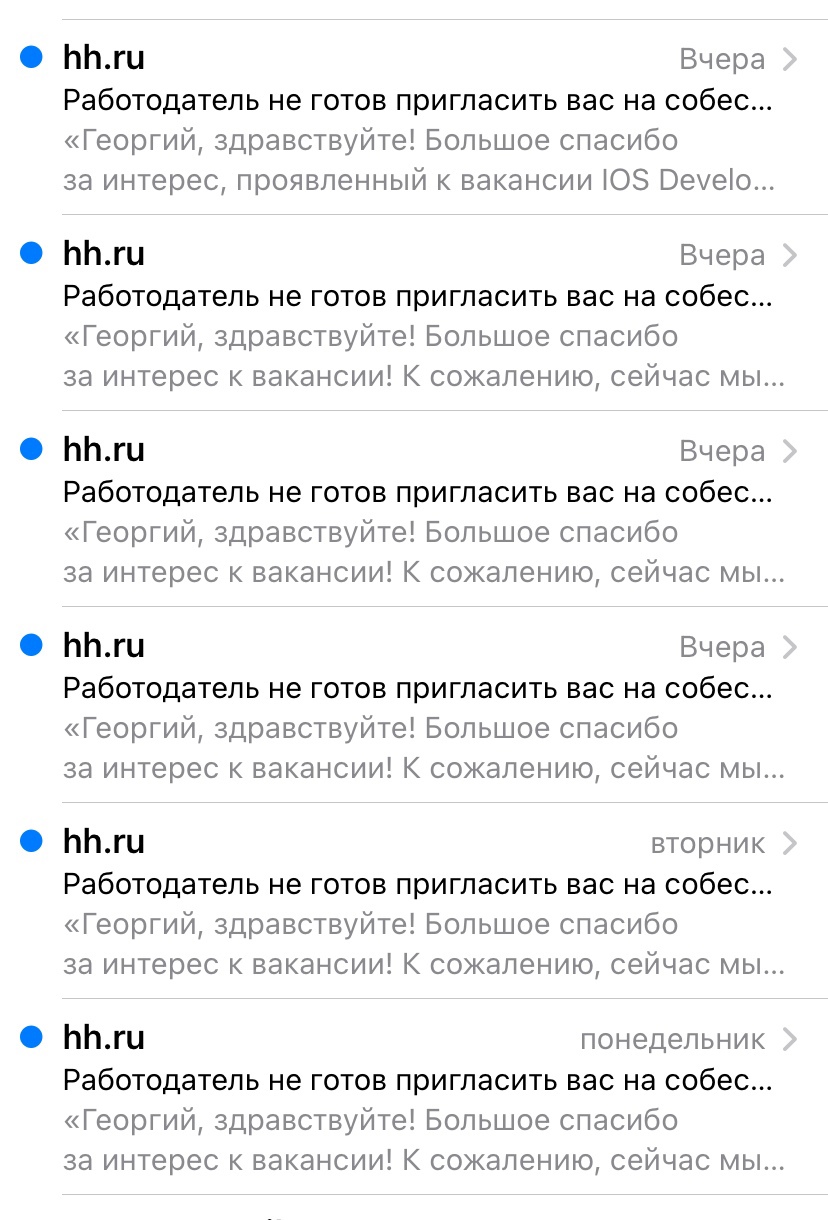 hh.ru Вчера
Работодатель не готов пригласить вас на собес...
«Георгий, здравствуйте! Большое спасибо
за интерес, проявленный к вакансии IOS Develo...
hh.ru Вчера
Работодатель не готов пригласить вас на собес...
«Георгий, здравствуйте! Большое спасибо
за интерес к вакансии! К сожалению, сейчас мы...
hh.ru Вчера
Работодатель не готов пригласить вас на собес...
«Георгий, здравствуйте! Большое спасибо
за интерес к вакансии! К сожалению, сейчас мы...
hh.ru Вчера
Работодатель не готов пригласить вас на собес...
«Георгий, здравствуйте! Большое спасибо
за интерес к вакансии! К сожалению, сейчас мы...
hh.ru вторник
Работодатель не готов пригласить вас на собес...
«Георгий, здравствуйте! Большое спасибо
за интерес к вакансии! К сожалению, сейчас мы...
hh.ru понедельник
Работодатель не готов пригласить вас на собес...
«Георгий, здравствуйте! Большое спасибо
за интерес к вакансии! К сожалению, сейчас мы...